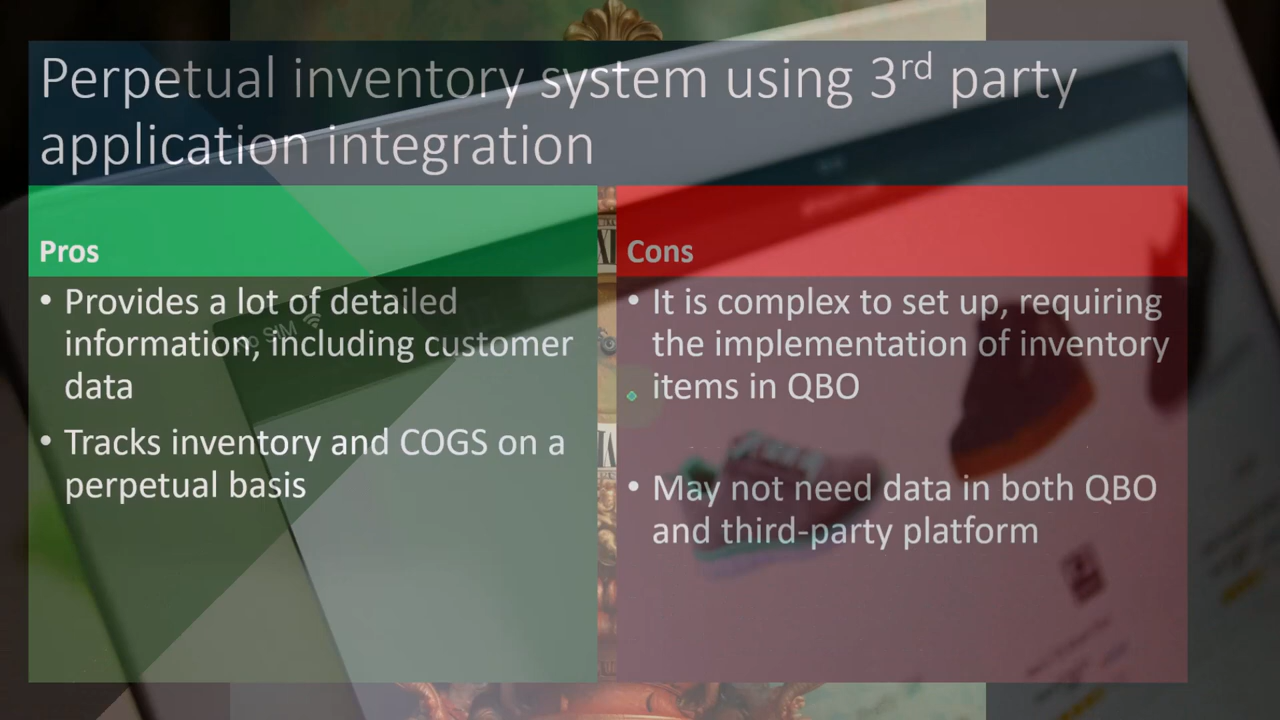 Perpetual inventory system using 3rd party
application integration
Pros
• Provides a lot of detailed
information, including customer
data
• Tracks inventory and COGS on a
perpetual basis
Cons
• It is complex to set up, requiring
the implementation of inventory
items in QBO
• May not need data in both QBO
and third-party platform
SIM